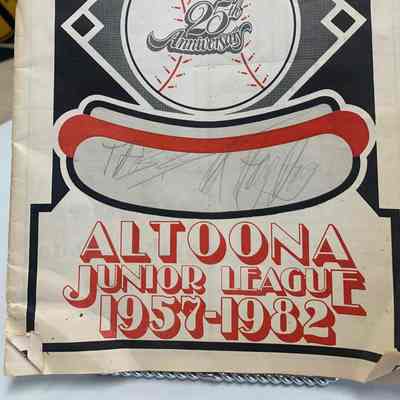 25th
Anniversary
ALTOONA
JUNIOR LEAGUE
1957-1982